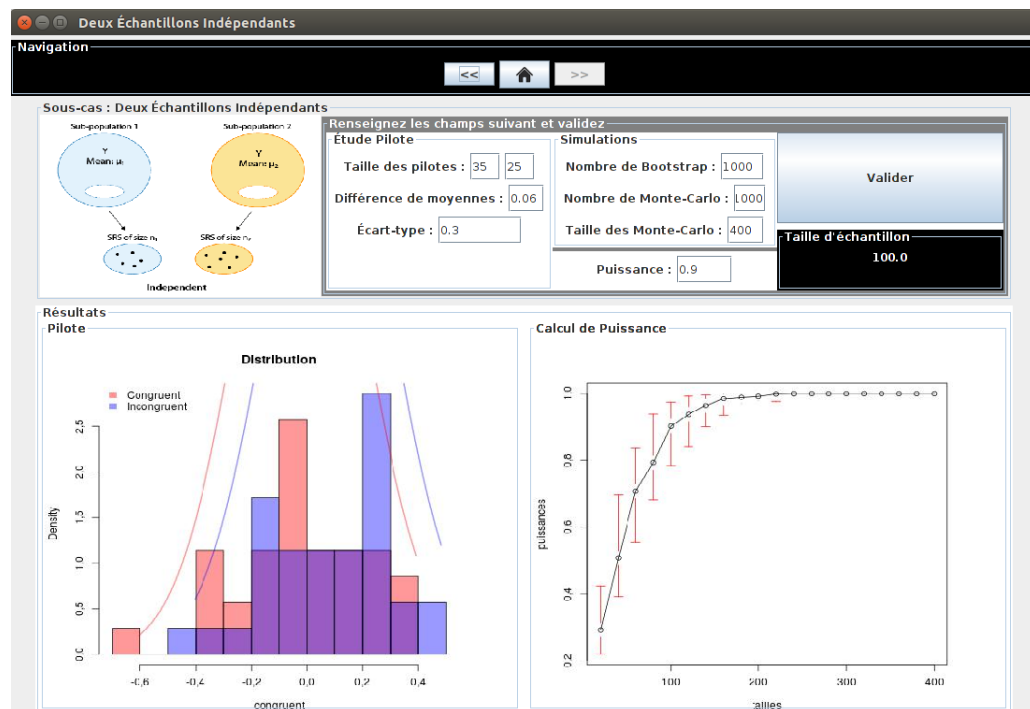 Deux Échantillons Indépendants
Navigation
<< >>
Sous-cas : Deux Échantillons Indépendants
Sub-population 1 Sub-population 2
Y Y
Mean: μ₁ Mean: μ₂
SRS of size n₁ SRS of size n₂
Independent
Renseignez les champs suivant et validez
Étude Pilote
Taille des pilotes : 35 25
Différence de moyennes : 0.06
Écart-type : 0.3
Simulations
Nombre de Bootstrap : 1000
Nombre de Monte-Carlo : 1000
Taille des Monte-Carlo : 400
Puissance : 0.9
Valider
Taille d'échantillon
100.0
Résultats
Pilote
Distribution
Congruent
Incongruent
Density
0.0 0.5 1.0 1.5 2.0 2.5
-0,6 -0,4 -0,2 0,0 0,2 0,4
congruent
Calcul de Puissance
puissances
0.2 0.4 0.6 0.8 1.0
100 200 300 400
tailles